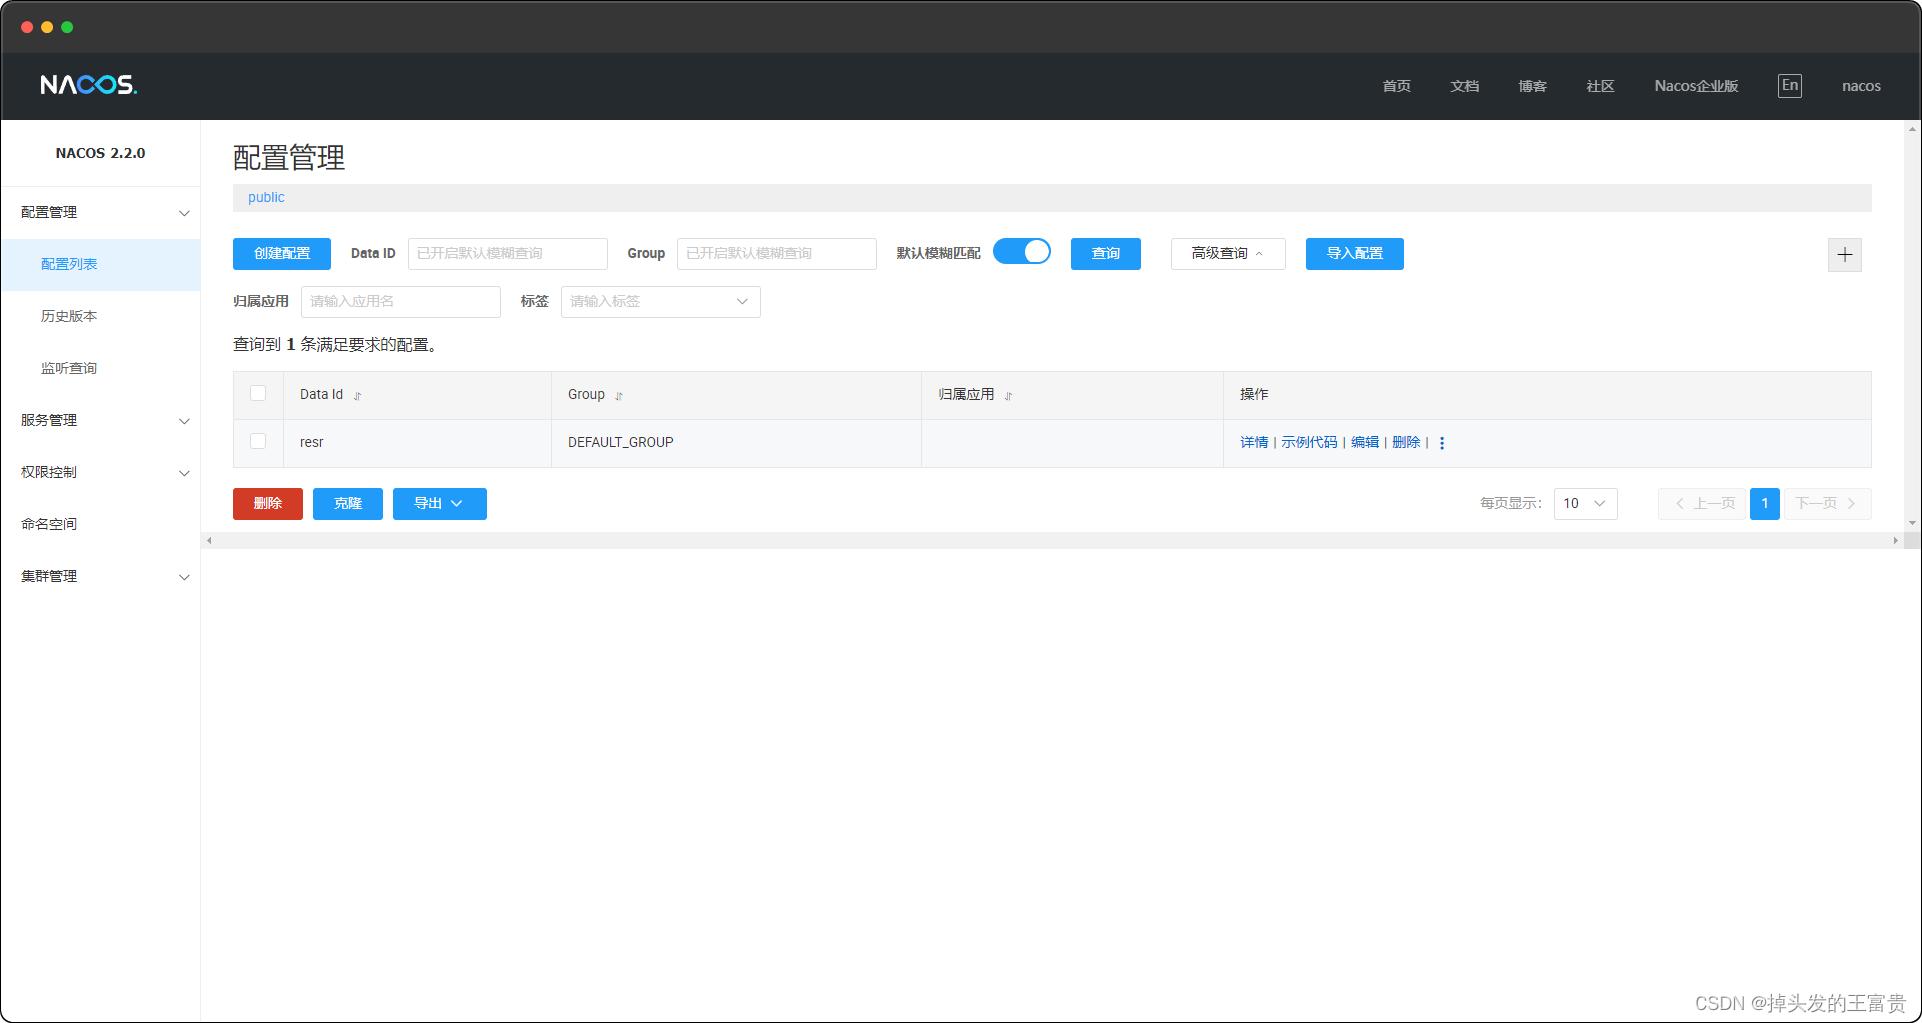 NACOS.
首页 文档 博客 社区 Nacos企业版 En nacos
NACOS 2.2.0
配置管理
配置列表
历史版本
监听查询
服务管理
权限控制
命名空间
集群管理
配置管理
public
创建配置 Data ID 已开启默认模糊查询 Group 已开启默认模糊查询 默认模糊匹配 查询 高级查询 导入配置
归属应用 请输入应用名 标签 请输入标签
查询到 1 条满足要求的配置。
Data Id Group 归属应用 操作
resr DEFAULT_GROUP 详情 | 示例代码 | 编辑 | 删除 |
删除 克隆 导出 每页显示: 10 上一页 1 下一页
CSDN @掉头发的王富贵